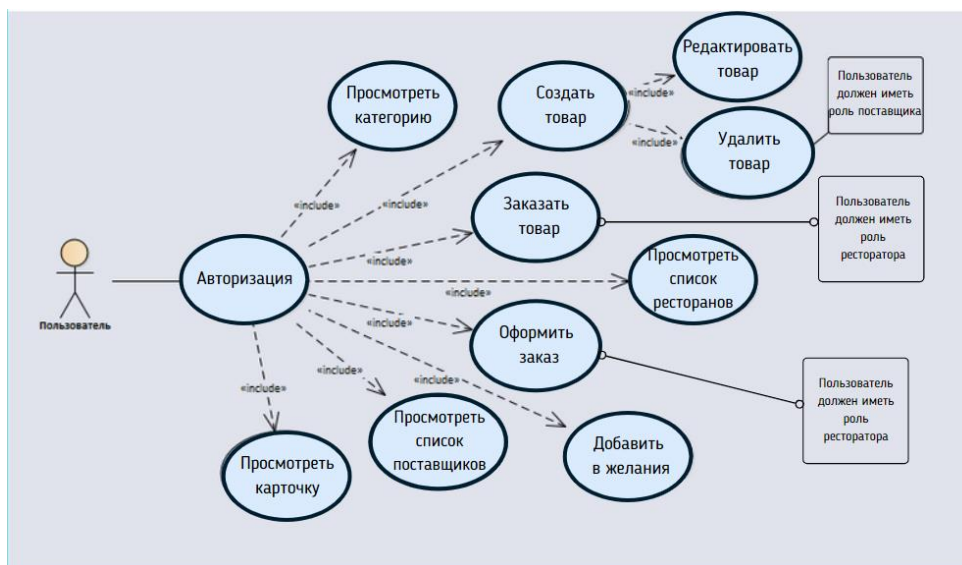 Редактировать
товар
Пользователь
должен иметь
роль поставщика
Просмотреть
категорию
Создать
товар
«include»
«include»
Удалить
товар
«include»
«include»
Заказать
товар
Пользователь
должен иметь
роль
ресторатора
«include»
Авторизация
Просмотреть
список
ресторанов
«include»
Пользователь
«include»
Оформить
заказ
«include»
«include»
«include»
Пользователь
должен иметь
роль
ресторатора
Просмотреть
карточку
Просмотреть
список
поставщиков
Добавить
в желания